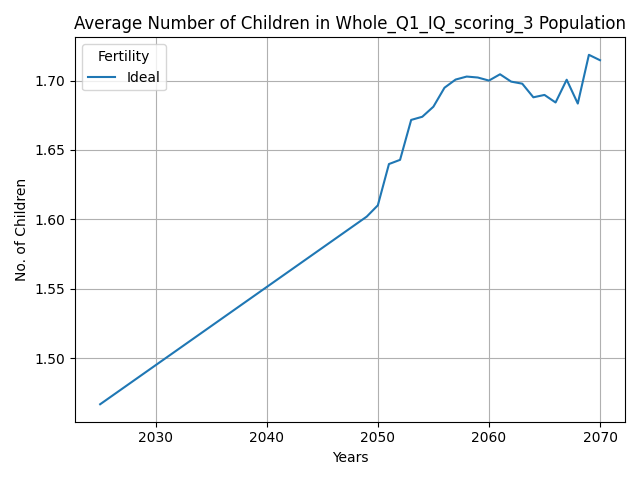 Average Number of Children in Whole_Q1_IQ_scoring_3 Population
Fertility
Ideal
No. of Children
1.70
1.65
1.60
1.55
1.50
2030 2040 2050 2060 2070
Years